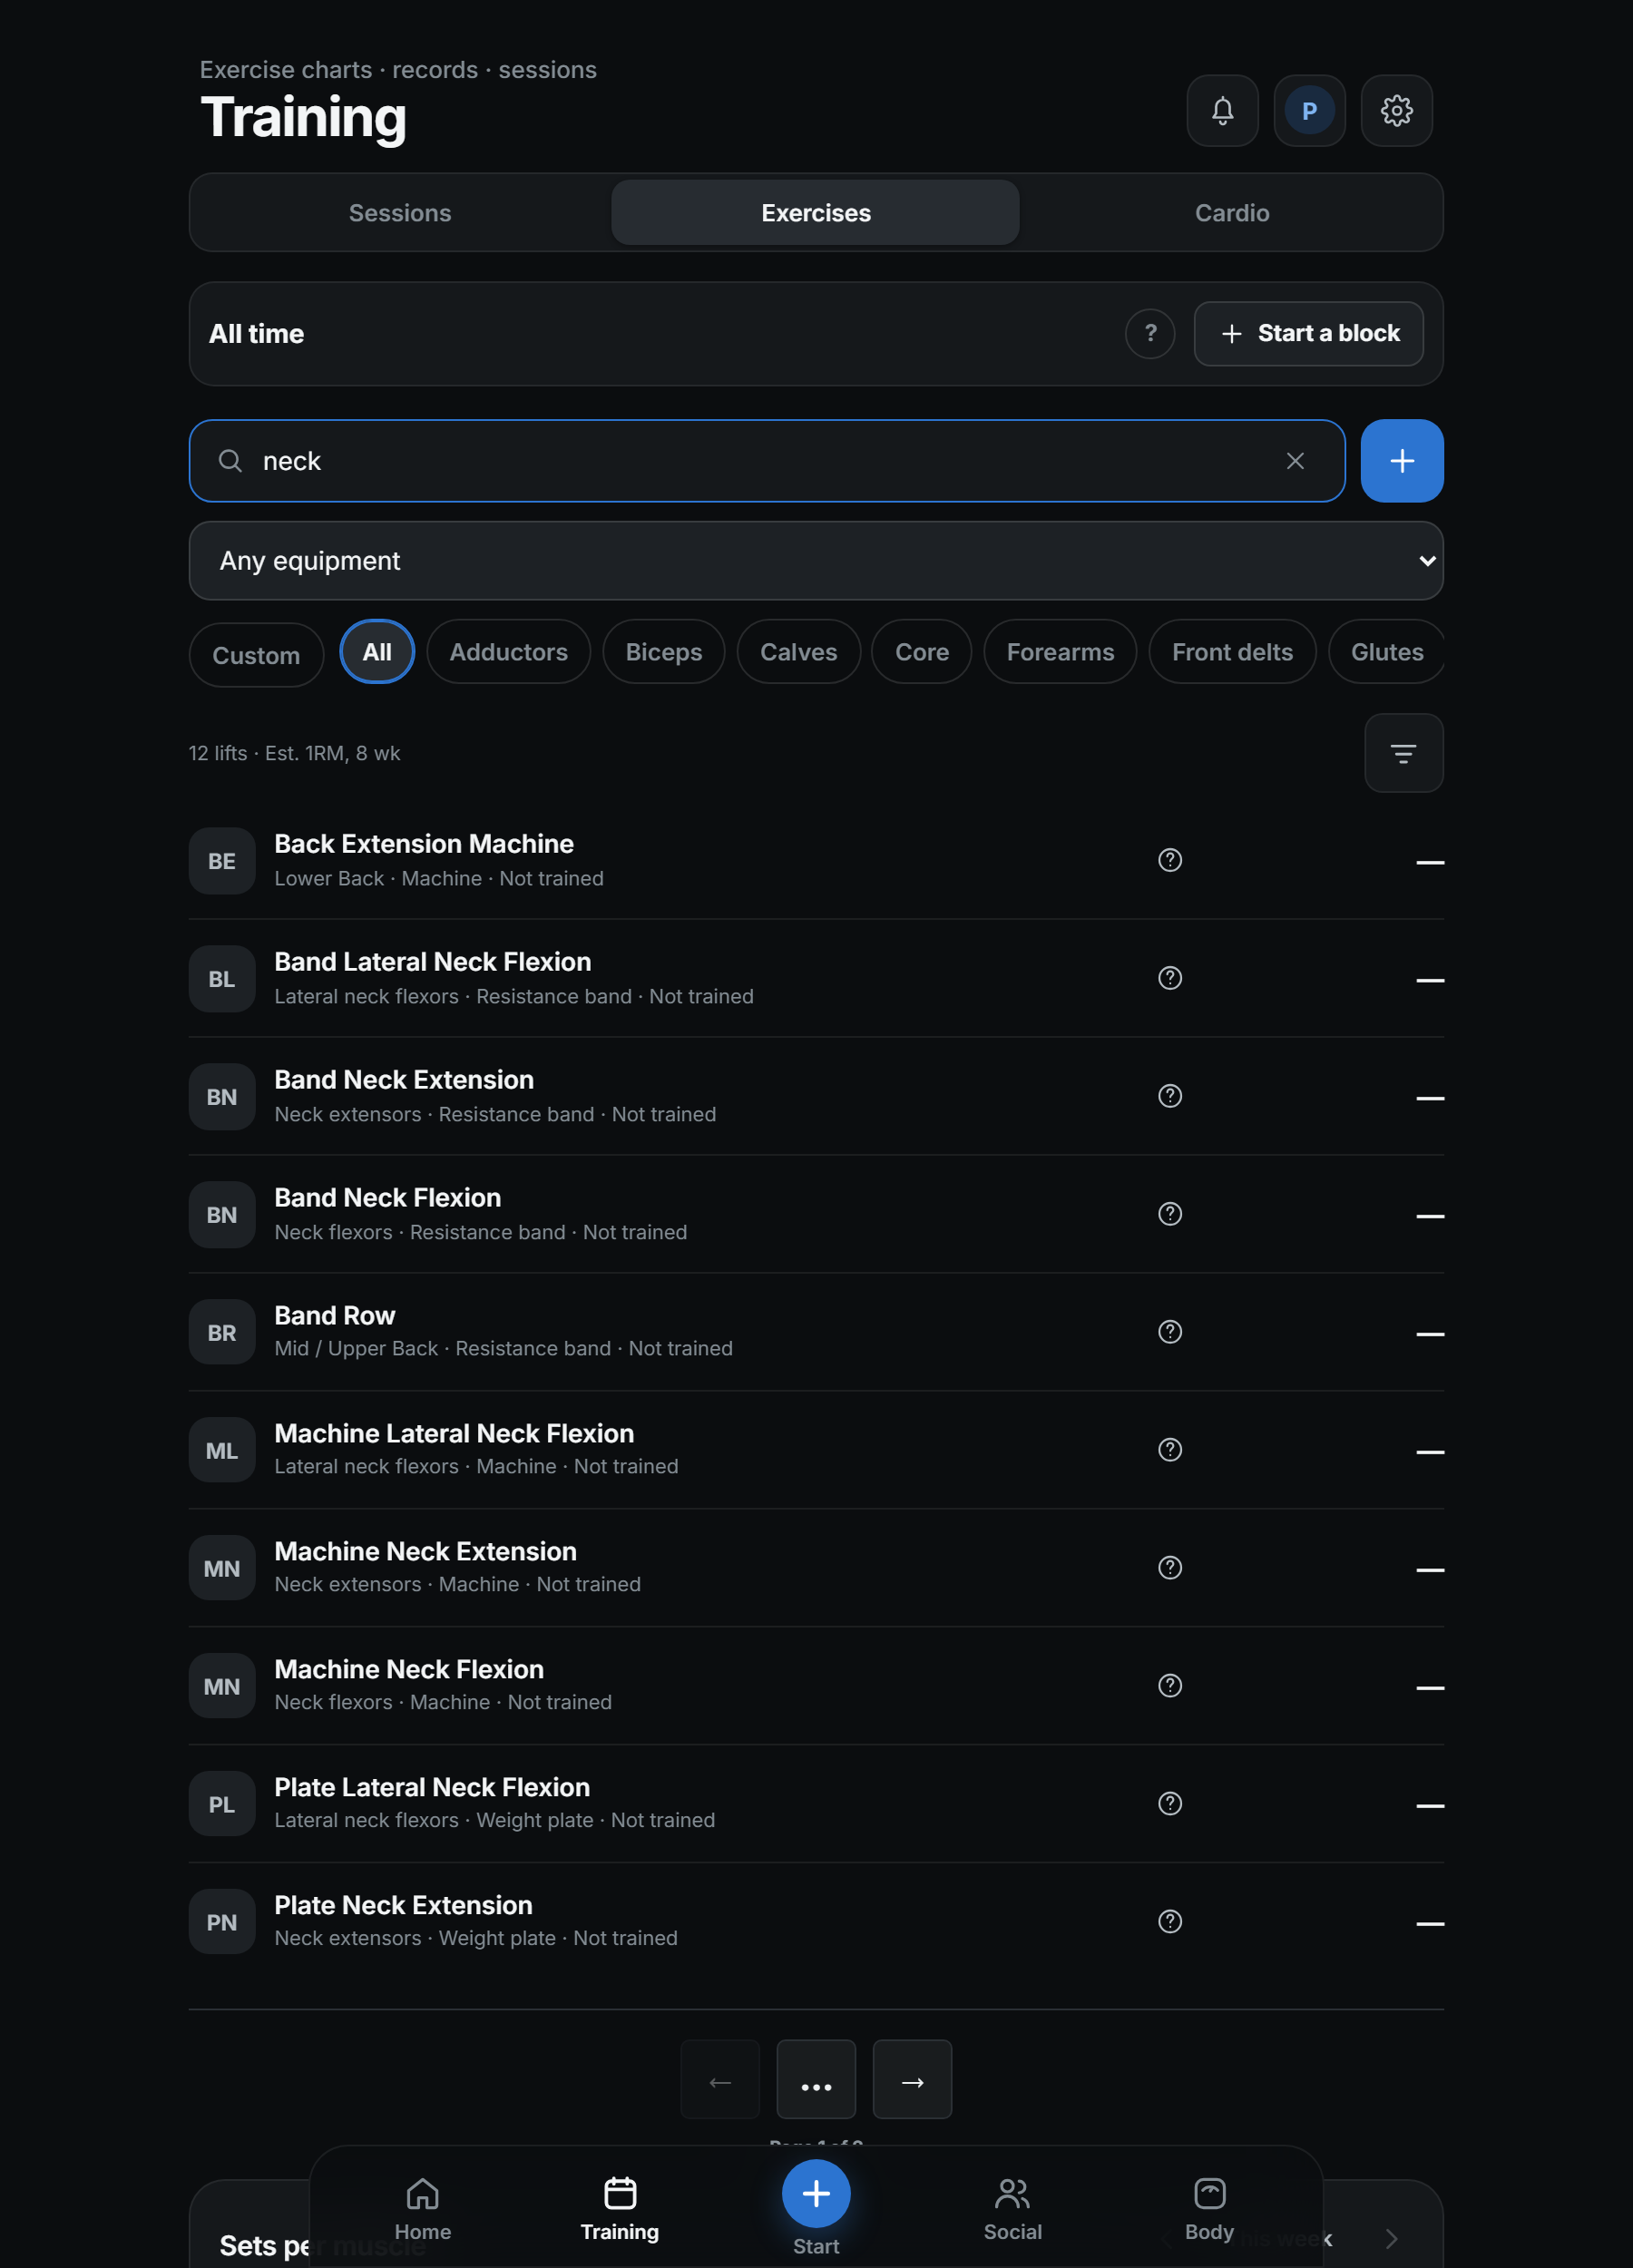 Exercise charts · records · sessions
Training
P
Sessions
Exercises
Cardio
All time
?
+ Start a block
neck
Any equipment
Custom
All
Adductors
Biceps
Calves
Core
Forearms
Front delts
Glutes
12 lifts · Est. 1RM, 8 wk
BE
Back Extension Machine
Lower Back · Machine · Not trained
—
BL
Band Lateral Neck Flexion
Lateral neck flexors · Resistance band · Not trained
—
BN
Band Neck Extension
Neck extensors · Resistance band · Not trained
—
BN
Band Neck Flexion
Neck flexors · Resistance band · Not trained
—
BR
Band Row
Mid / Upper Back · Resistance band · Not trained
—
ML
Machine Lateral Neck Flexion
Lateral neck flexors · Machine · Not trained
—
MN
Machine Neck Extension
Neck extensors · Machine · Not trained
—
MN
Machine Neck Flexion
Neck flexors · Machine · Not trained
—
PL
Plate Lateral Neck Flexion
Lateral neck flexors · Weight plate · Not trained
—
PN
Plate Neck Extension
Neck extensors · Weight plate · Not trained
—
← ... →
Page 1 of
Home
Training
Start
Social
Body
Sets per muscle
week